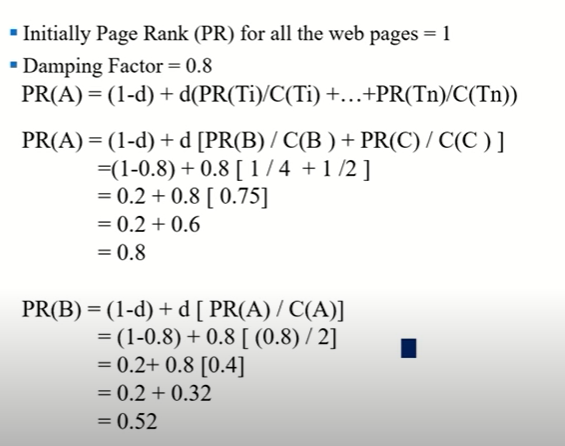 ▪ Initially Page Rank (PR) for all the web pages = 1
▪ Damping Factor = 0.8
PR(A) = (1-d) + d(PR(Ti)/C(Ti) +…+PR(Tn)/C(Tn))
PR(A) = (1-d) + d [PR(B) / C(B ) + PR(C) / C(C ) ]
=(1-0.8) + 0.8 [ 1 / 4 + 1 /2 ]
= 0.2 + 0.8 [ 0.75]
= 0.2 + 0.6
= 0.8
PR(B) = (1-d) + d [ PR(A) / C(A)]
= (1-0.8) + 0.8 [ (0.8) / 2]
= 0.2+ 0.8 [0.4]
= 0.2 + 0.32
= 0.52